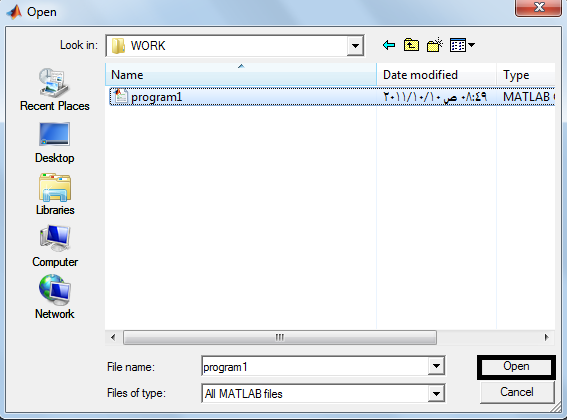 Open
Look in: WORK
Name Date modified Type
program1 ٢٠١١/١٠/١٠ ص ٠٨:٤٩ MATLAB
Recent Places
Desktop
Libraries
Computer
Network
File name: program1 Open
Files of type: All MATLAB files Cancel